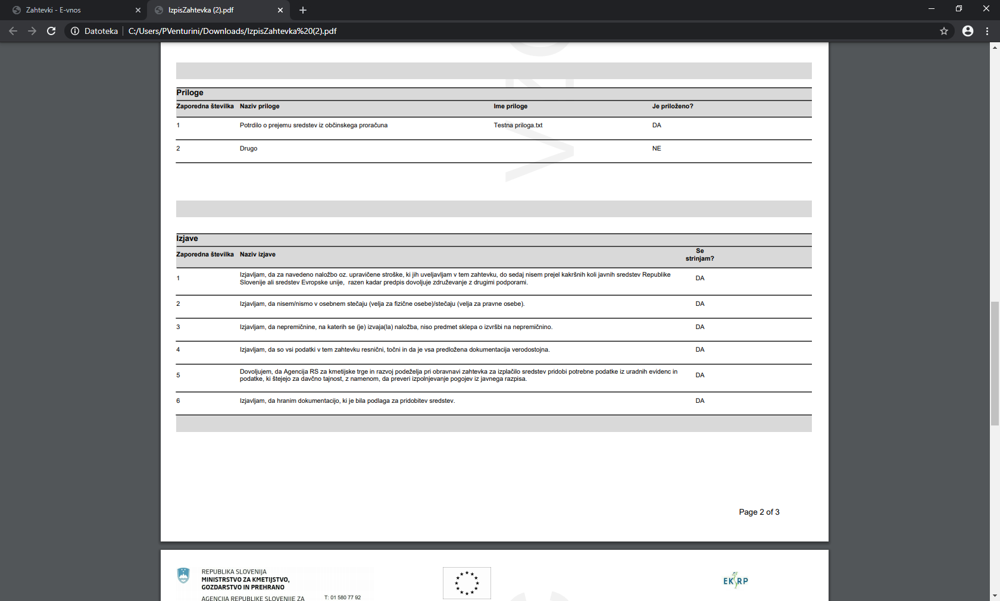 Zahtevki - E-vnos
IzpisZahtevka (2).pdf
Datoteka
C:/Users/PVenturini/Downloads/IzpisZahtevka%20(2).pdf
Priloge
Zaporedna številka Naziv priloge Ime priloge Je priloženo?
1 Potrdilo o prejemu sredstev iz občinskega proračuna Testna priloga.txt DA
2 Drugo NE
Izjave
Zaporedna številka Naziv izjave Se
strinjam?
1 Izjavljam, da za navedeno naložbo oz. upravičene stroške, ki jih uveljavljam v tem zahtevku, do sedaj nisem prejel kakršnih koli javnih sredstev Republike
Slovenije ali sredstev Evropske unije, razen kadar predpis dovoljuje združevanje z drugimi podporami. DA
2 Izjavljam, da nisem/nismo v osebnem stečaju (velja za fizične osebe)/stečaju (velja za pravne osebe). DA
3 Izjavljam, da nepremičnine, na katerih se (je) izvaja(la) naložba, niso predmet sklepa o izvršbi na nepremičnino. DA
4 Izjavljam, da so vsi podatki v tem zahtevku resnični, točni in da je vsa predložena dokumentacija verodostojna. DA
5 Dovoljujem, da Agencija RS za kmetijske trge in razvoj podeželja pri obravnavi zahtevka za izplačilo sredstev pridobi potrebne podatke iz uradnih evidenc in
podatke, ki štejejo za davčno tajnost, z namenom, da preveri izpolnjevanje pogojev iz javnega razpisa. DA
6 Izjavljam, da hranim dokumentacijo, ki je bila podlaga za pridobitev sredstev. DA
Page 2 of 3
REPUBLIKA SLOVENIJA
MINISTRSTVO ZA KMETIJSTVO,
GOZDARSTVO IN PREHRANO
AGENCIJA REPUBLIKE SLOVENIJE ZA
T: 01 580 77 92
EKSRP